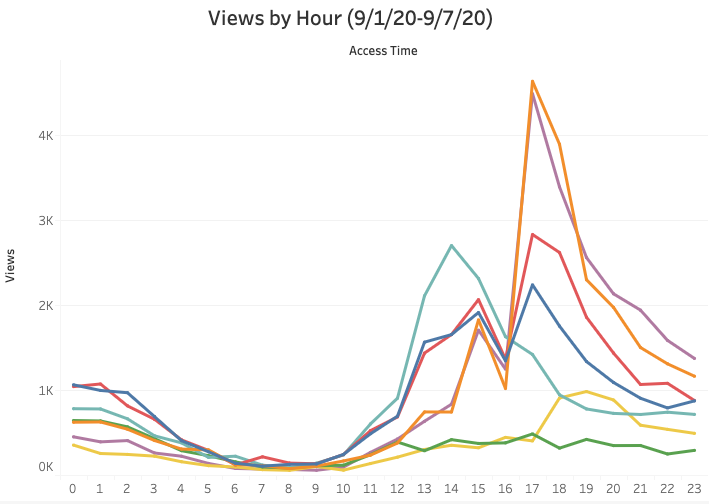 Views by Hour (9/1/20-9/7/20)
Access Time
4K
3K
2K
1K
0K
Views
0 1 2 3 4 5 6 7 8 9 10 11 12 13 14 15 16 17 18 19 20 21 22 23